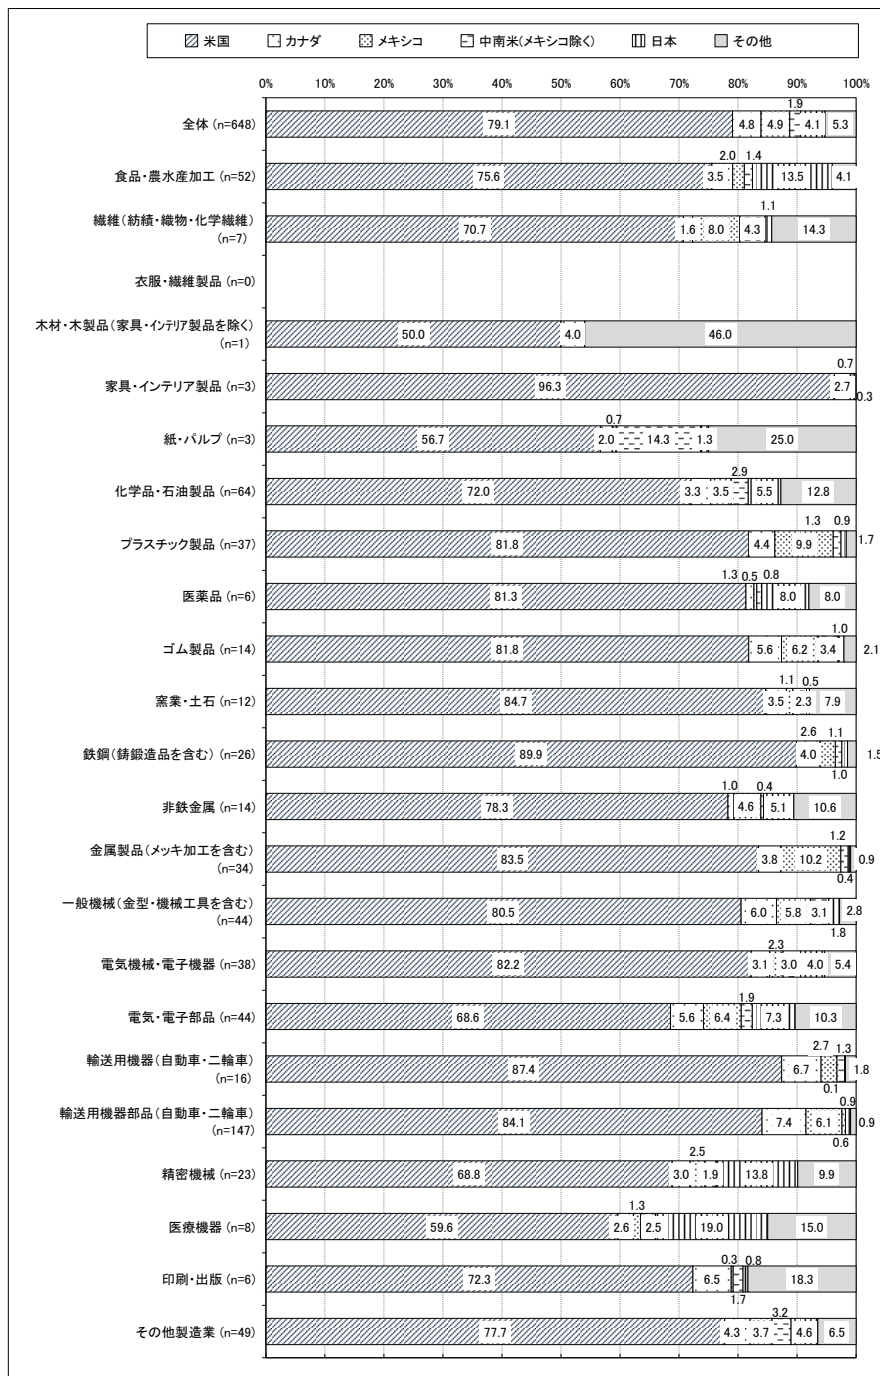 米国 カナダ メキシコ 中南米(メキシコ除く) 日本 その他
0% 10% 20% 30% 40% 50% 60% 70% 80% 90% 100%
1.9
全体 (n=648) 79.1 4.8 4.9 4.1 5.3
2.0 1.4
食品・農水産加工 (n=52) 75.6 3.5 13.5 4.1
1.1
繊維(紡績・織物・化学繊維) 70.7 1.6 8.0 4.3 14.3
(n=7)
衣服・繊維製品 (n=0)
木材・木製品(家具・インテリア製品を除く) 50.0 4.0 46.0
(n=1)
0.7
家具・インテリア製品 (n=3) 96.3 2.7 0.3
0.7
紙・パルプ (n=3) 56.7 2.0 14.3 1.3 25.0
2.9
化学品・石油製品 (n=64) 72.0 3.3 3.5 5.5 12.8
1.3 0.9
プラスチック製品 (n=37) 81.8 4.4 9.9 1.7
1.3 0.5 0.8
医薬品 (n=6) 81.3 8.0 8.0
1.0
ゴム製品 (n=14) 81.8 5.6 6.2 3.4 2.1
1.1 0.5
窯業・土石 (n=12) 84.7 3.5 2.3 7.9
2.6 1.1
鉄鋼(鋳鍛造品を含む) (n=26) 89.9 4.0 1.5
1.0
1.0 0.4
非鉄金属 (n=14) 78.3 4.6 5.1 10.6
1.2
金属製品(メッキ加工を含む) 83.5 3.8 10.2 0.9
(n=34) 0.4
一般機械(金型・機械工具を含む) 80.5 6.0 5.8 3.1 2.8
(n=44) 1.8
2.3
電気機械・電子機器 (n=38) 82.2 3.1 3.0 4.0 5.4
1.9
電気・電子部品 (n=44) 68.6 5.6 6.4 7.3 10.3
2.7 1.3
輸送用機器(自動車・二輪車) 87.4 6.7 1.8
(n=16) 0.1
0.9
輸送用機器部品(自動車・二輪車) 84.1 7.4 6.1 0.9
(n=147) 0.6
2.5
精密機械 (n=23) 68.8 3.0 1.9 13.8 9.9
1.3
医療機器 (n=8) 59.6 2.6 2.5 19.0 15.0
0.3 0.8
印刷・出版 (n=6) 72.3 6.5 18.3
1.7
3.2
その他製造業 (n=49) 77.7 4.3 3.7 4.6 6.5